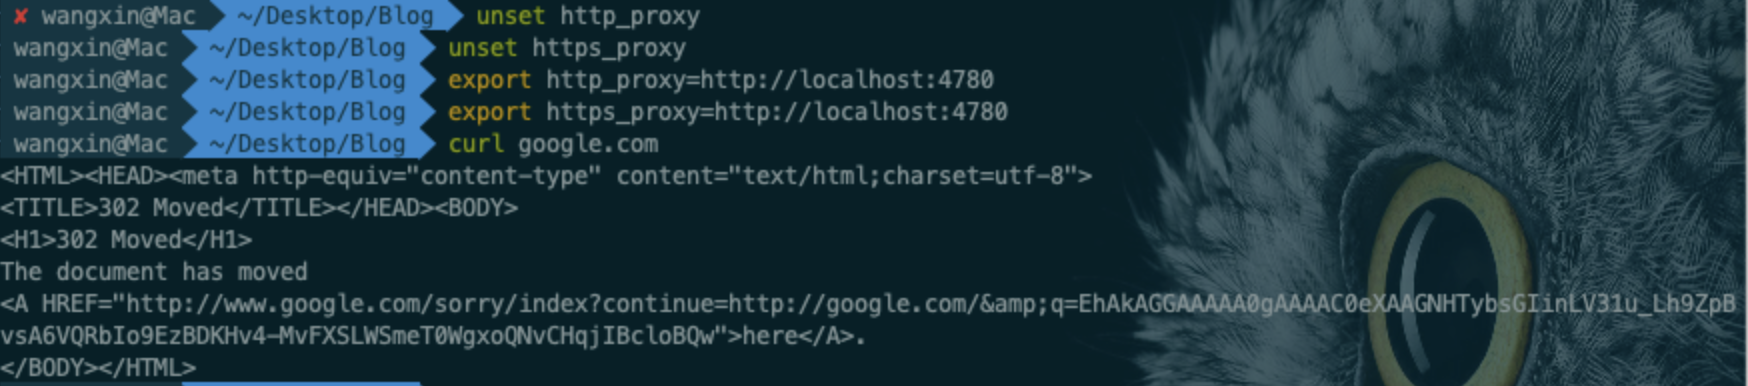 ✘ wangxin@Mac ~/Desktop/Blog unset http_proxy
wangxin@Mac ~/Desktop/Blog unset https_proxy
wangxin@Mac ~/Desktop/Blog export http_proxy=http://localhost:4780
wangxin@Mac ~/Desktop/Blog export https_proxy=http://localhost:4780
wangxin@Mac ~/Desktop/Blog curl google.com
<HTML><HEAD><meta http-equiv="content-type" content="text/html;charset=utf-8">
<TITLE>302 Moved</TITLE></HEAD><BODY>
<H1>302 Moved</H1>
The document has moved
<A HREF="http://www.google.com/sorry/index?continue=http://google.com/&amp;q=EhAkAGGAAAAA0gAAAAC0eXAAGNHTybsGIinLV31u_Lh9ZpB
vsA6VQRbIo9EzBDKHv4-MvFXSLWSmeT0WgxoQNvCHqjIBcloBQw">here</A>.
</BODY></HTML>